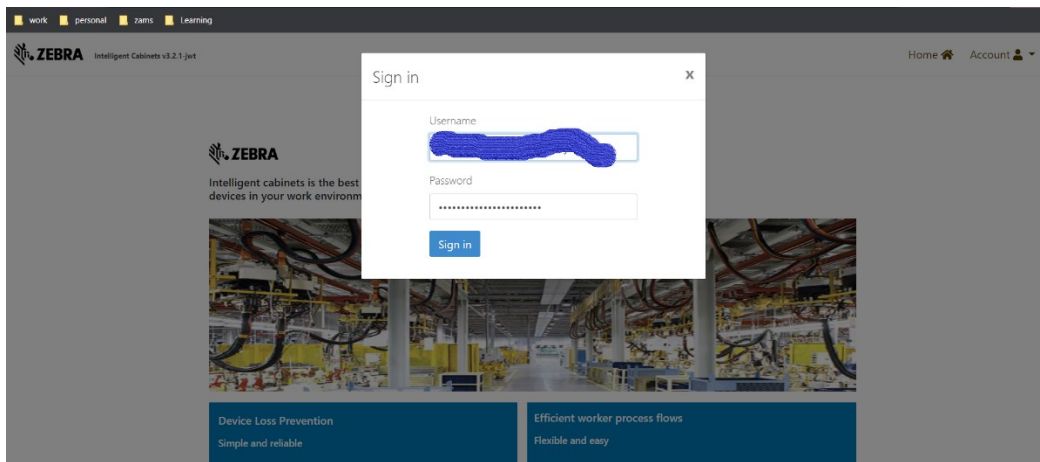 work personal zams Learning
ZEBRA Intelligent Cabinets v3.2.1-jwt
Home Account
Sign in x
Username
Password
Sign in
ZEBRA
Intelligent cabinets is the best
devices in your work environm
Device Loss Prevention
Simple and reliable
Efficient worker process flows
Flexible and easy